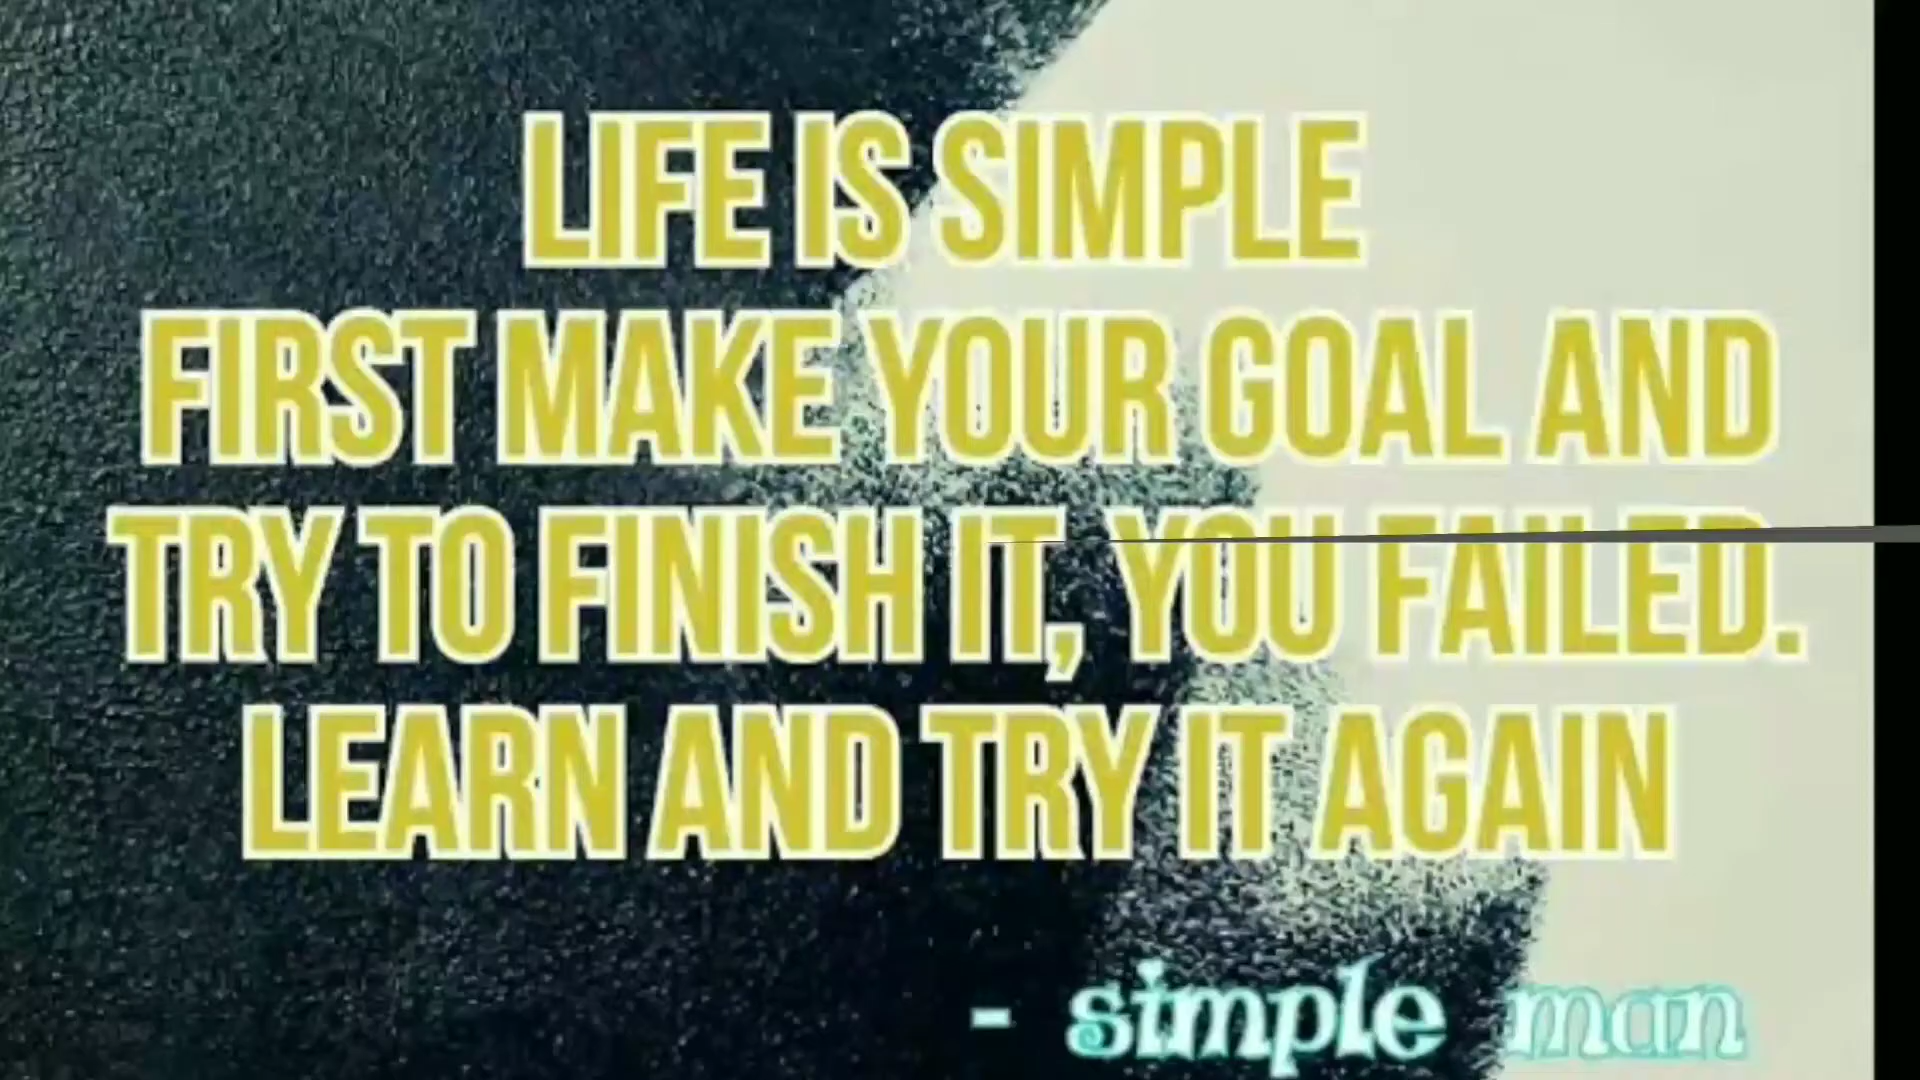 LIFE IS SIMPLE
FIRST MAKE YOUR GOAL AND
TRY TO FINISH IT, YOU FAILED.
LEARN AND TRY IT AGAIN
- simple man